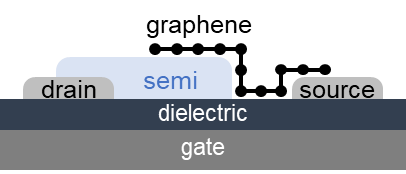 graphene
semi
drain
source
dielectric
gate